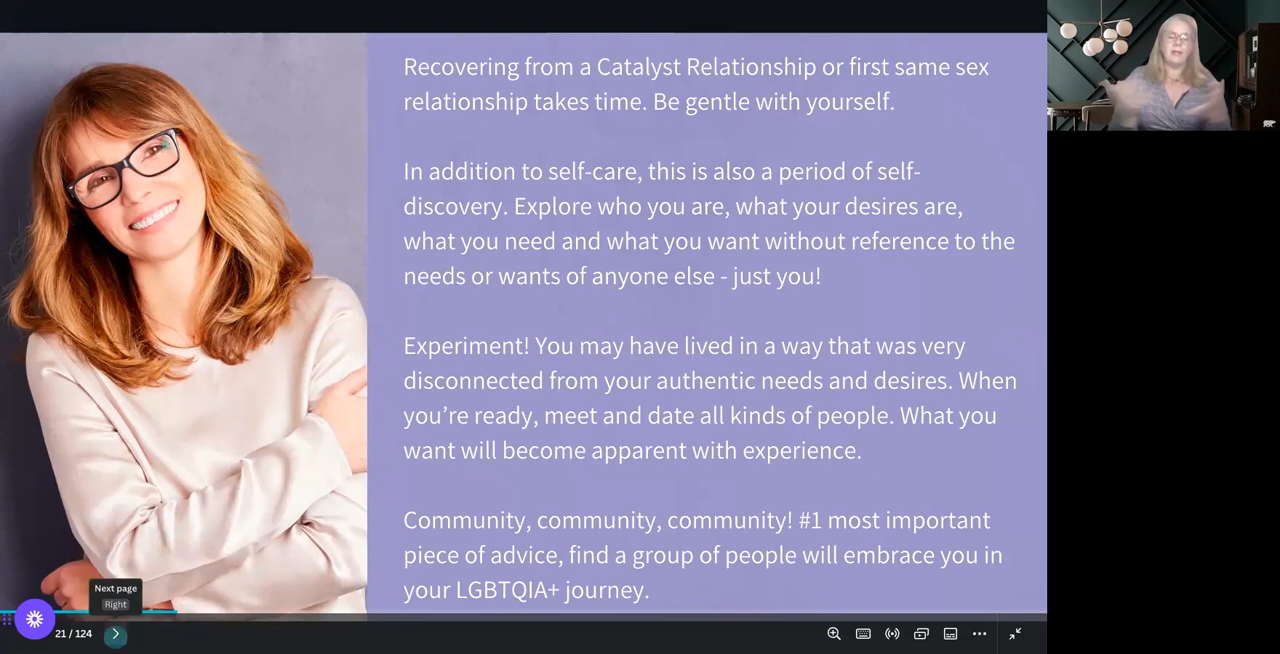 Recovering from a Catalyst Relationship or first same sex
relationship takes time. Be gentle with yourself.
In addition to self-care, this is also a period of self-
discovery. Explore who you are, what your desires are,
what you need and what you want without reference to the
needs or wants of anyone else - just you!
Experiment! You may have lived in a way that was very
disconnected from your authentic needs and desires. When
you’re ready, meet and date all kinds of people. What you
want will become apparent with experience.
Community, community, community! #1 most important
piece of advice, find a group of people will embrace you in
your LGBTQIA+ journey.
Next page
Right
21 / 124